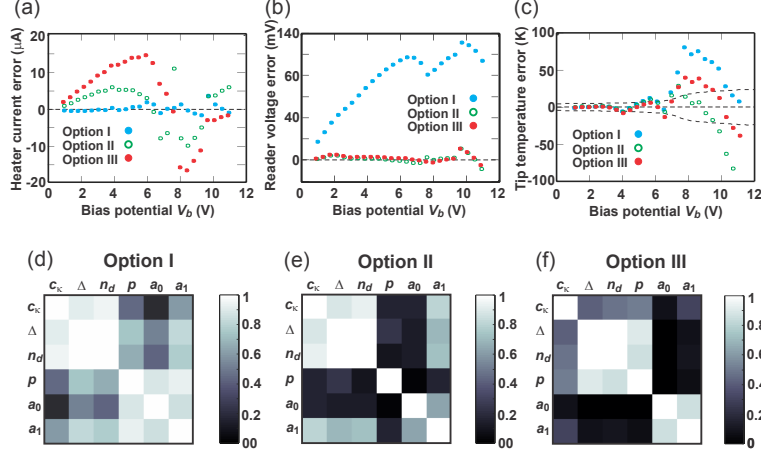 (a)
Heater current error (μA)
20
10
0
-10
-20
Option I
Option II
Option III
0 2 4 6 8 10 12
Bias potential Vb (V)
(b)
Reader voltage error (mV)
140
120
80
40
0
Option I
Option II
Option III
0 2 4 6 8 10 12
Bias potential Vb (V)
(c)
Tip temperature error (K)
100
50
0
-50
-100
Option I
Option II
Option III
0 2 4 6 8 10 12
Bias potential Vb (V)
(d)
Option I
cκ Δ nd p a0 a1
cκ
Δ
nd
p
a0
a1
1
0.8
0.6
0.4
0.2
00
(e)
Option II
cκ Δ nd p a0 a1
cκ
Δ
nd
p
a0
a1
1
0.8
0.6
0.4
0.2
00
(f)
Option III
cκ Δ nd p a0 a1
cκ
Δ
nd
p
a0
a1
1
0.8
0.6
0.4
0.2
0